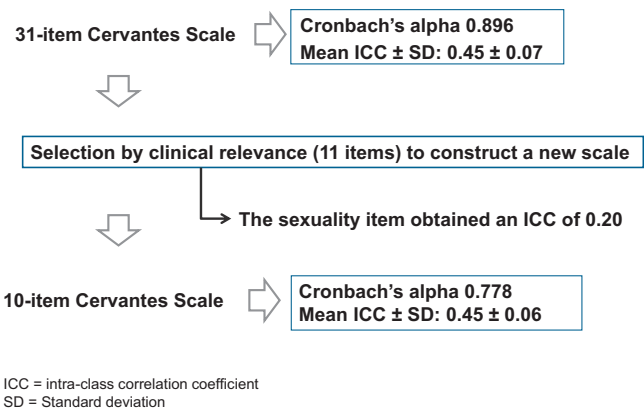 31-item Cervantes Scale
Cronbach’s alpha 0.896
Mean ICC ± SD: 0.45 ± 0.07
Selection by clinical relevance (11 items) to construct a new scale
The sexuality item obtained an ICC of 0.20
10-item Cervantes Scale
Cronbach’s alpha 0.778
Mean ICC ± SD: 0.45 ± 0.06
ICC = intra-class correlation coefficient
SD = Standard deviation